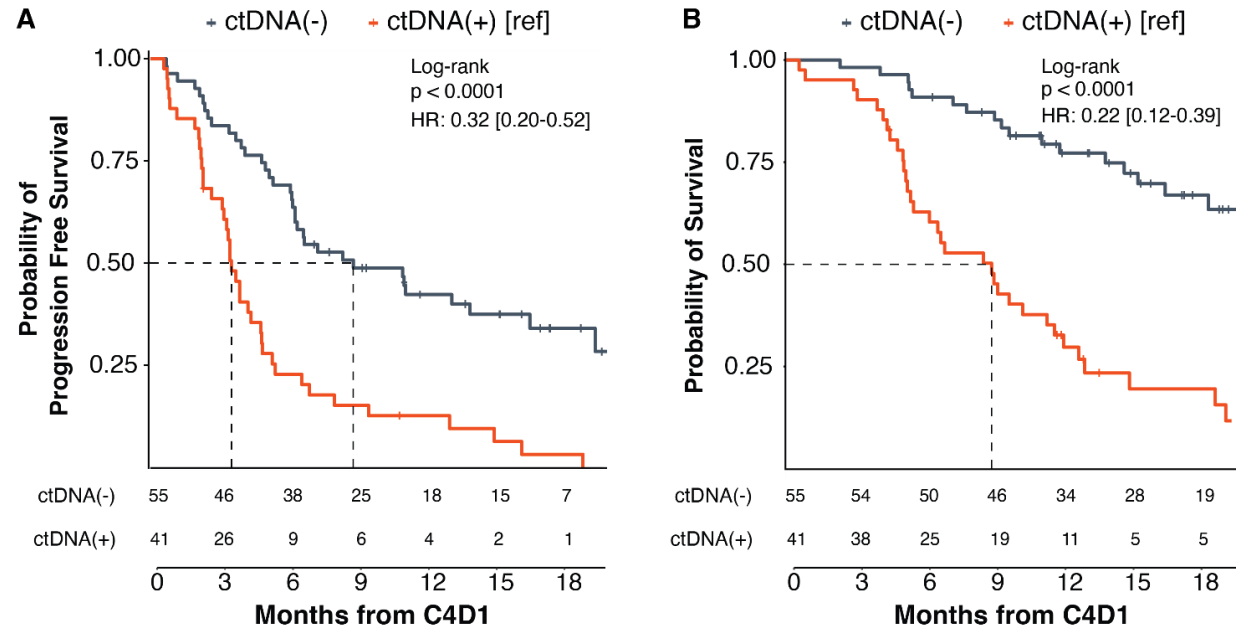 A
ctDNA(-) ctDNA(+) [ref]
Log-rank
p < 0.0001
HR: 0.32 [0.20-0.52]
Probability of
Progression Free Survival
1.00
0.75
0.50
0.25
ctDNA(-) 55 46 38 25 18 15 7
ctDNA(+) 41 26 9 6 4 2 1
0 3 6 9 12 15 18
Months from C4D1
B
ctDNA(-) ctDNA(+) [ref]
Log-rank
p < 0.0001
HR: 0.22 [0.12-0.39]
Probability of Survival
1.00
0.75
0.50
0.25
ctDNA(-) 55 54 50 46 34 28 19
ctDNA(+) 41 38 25 19 11 5 5
0 3 6 9 12 15 18
Months from C4D1